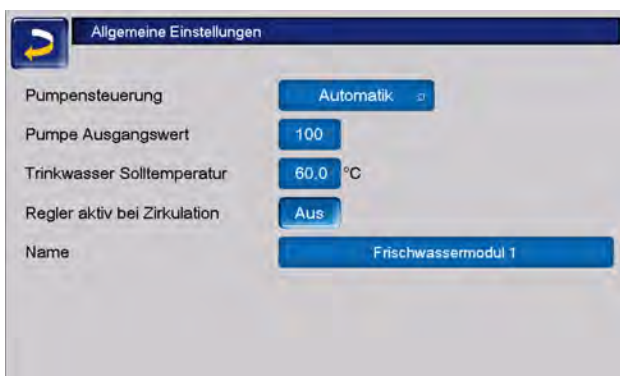 Allgemeine Einstellungen
Pumpensteuerung Automatik
Pumpe Ausgangswert 100
Trinkwasser Solltemperatur 60.0 °C
Regler aktiv bei Zirkulation Aus
Name Frischwassermodul 1